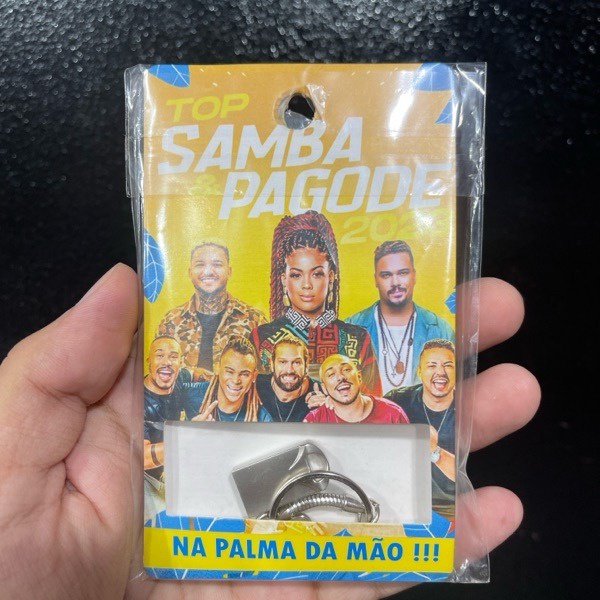 TOP
SAMBA
& PAGODE
NA PALMA DA MÃO !!!